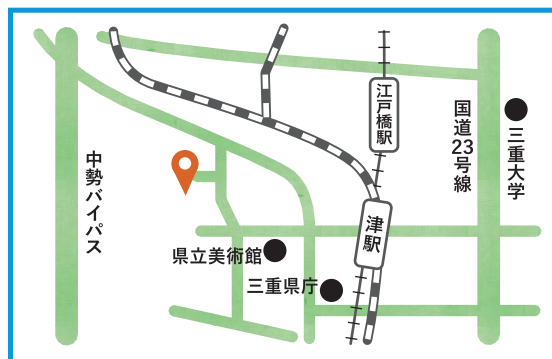 中勢バイパス
江戸橋駅
国道23号線
三重大学
津駅
県立美術館
三重県庁